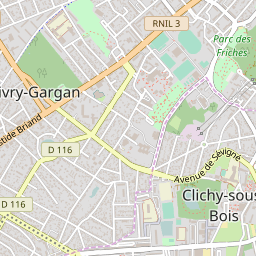 RNIL 3
Parc des
Friches
ivry-Gargan
stide Briand
D 116
Avenue de Sévigné
D 116
Clichy-sous
Bois